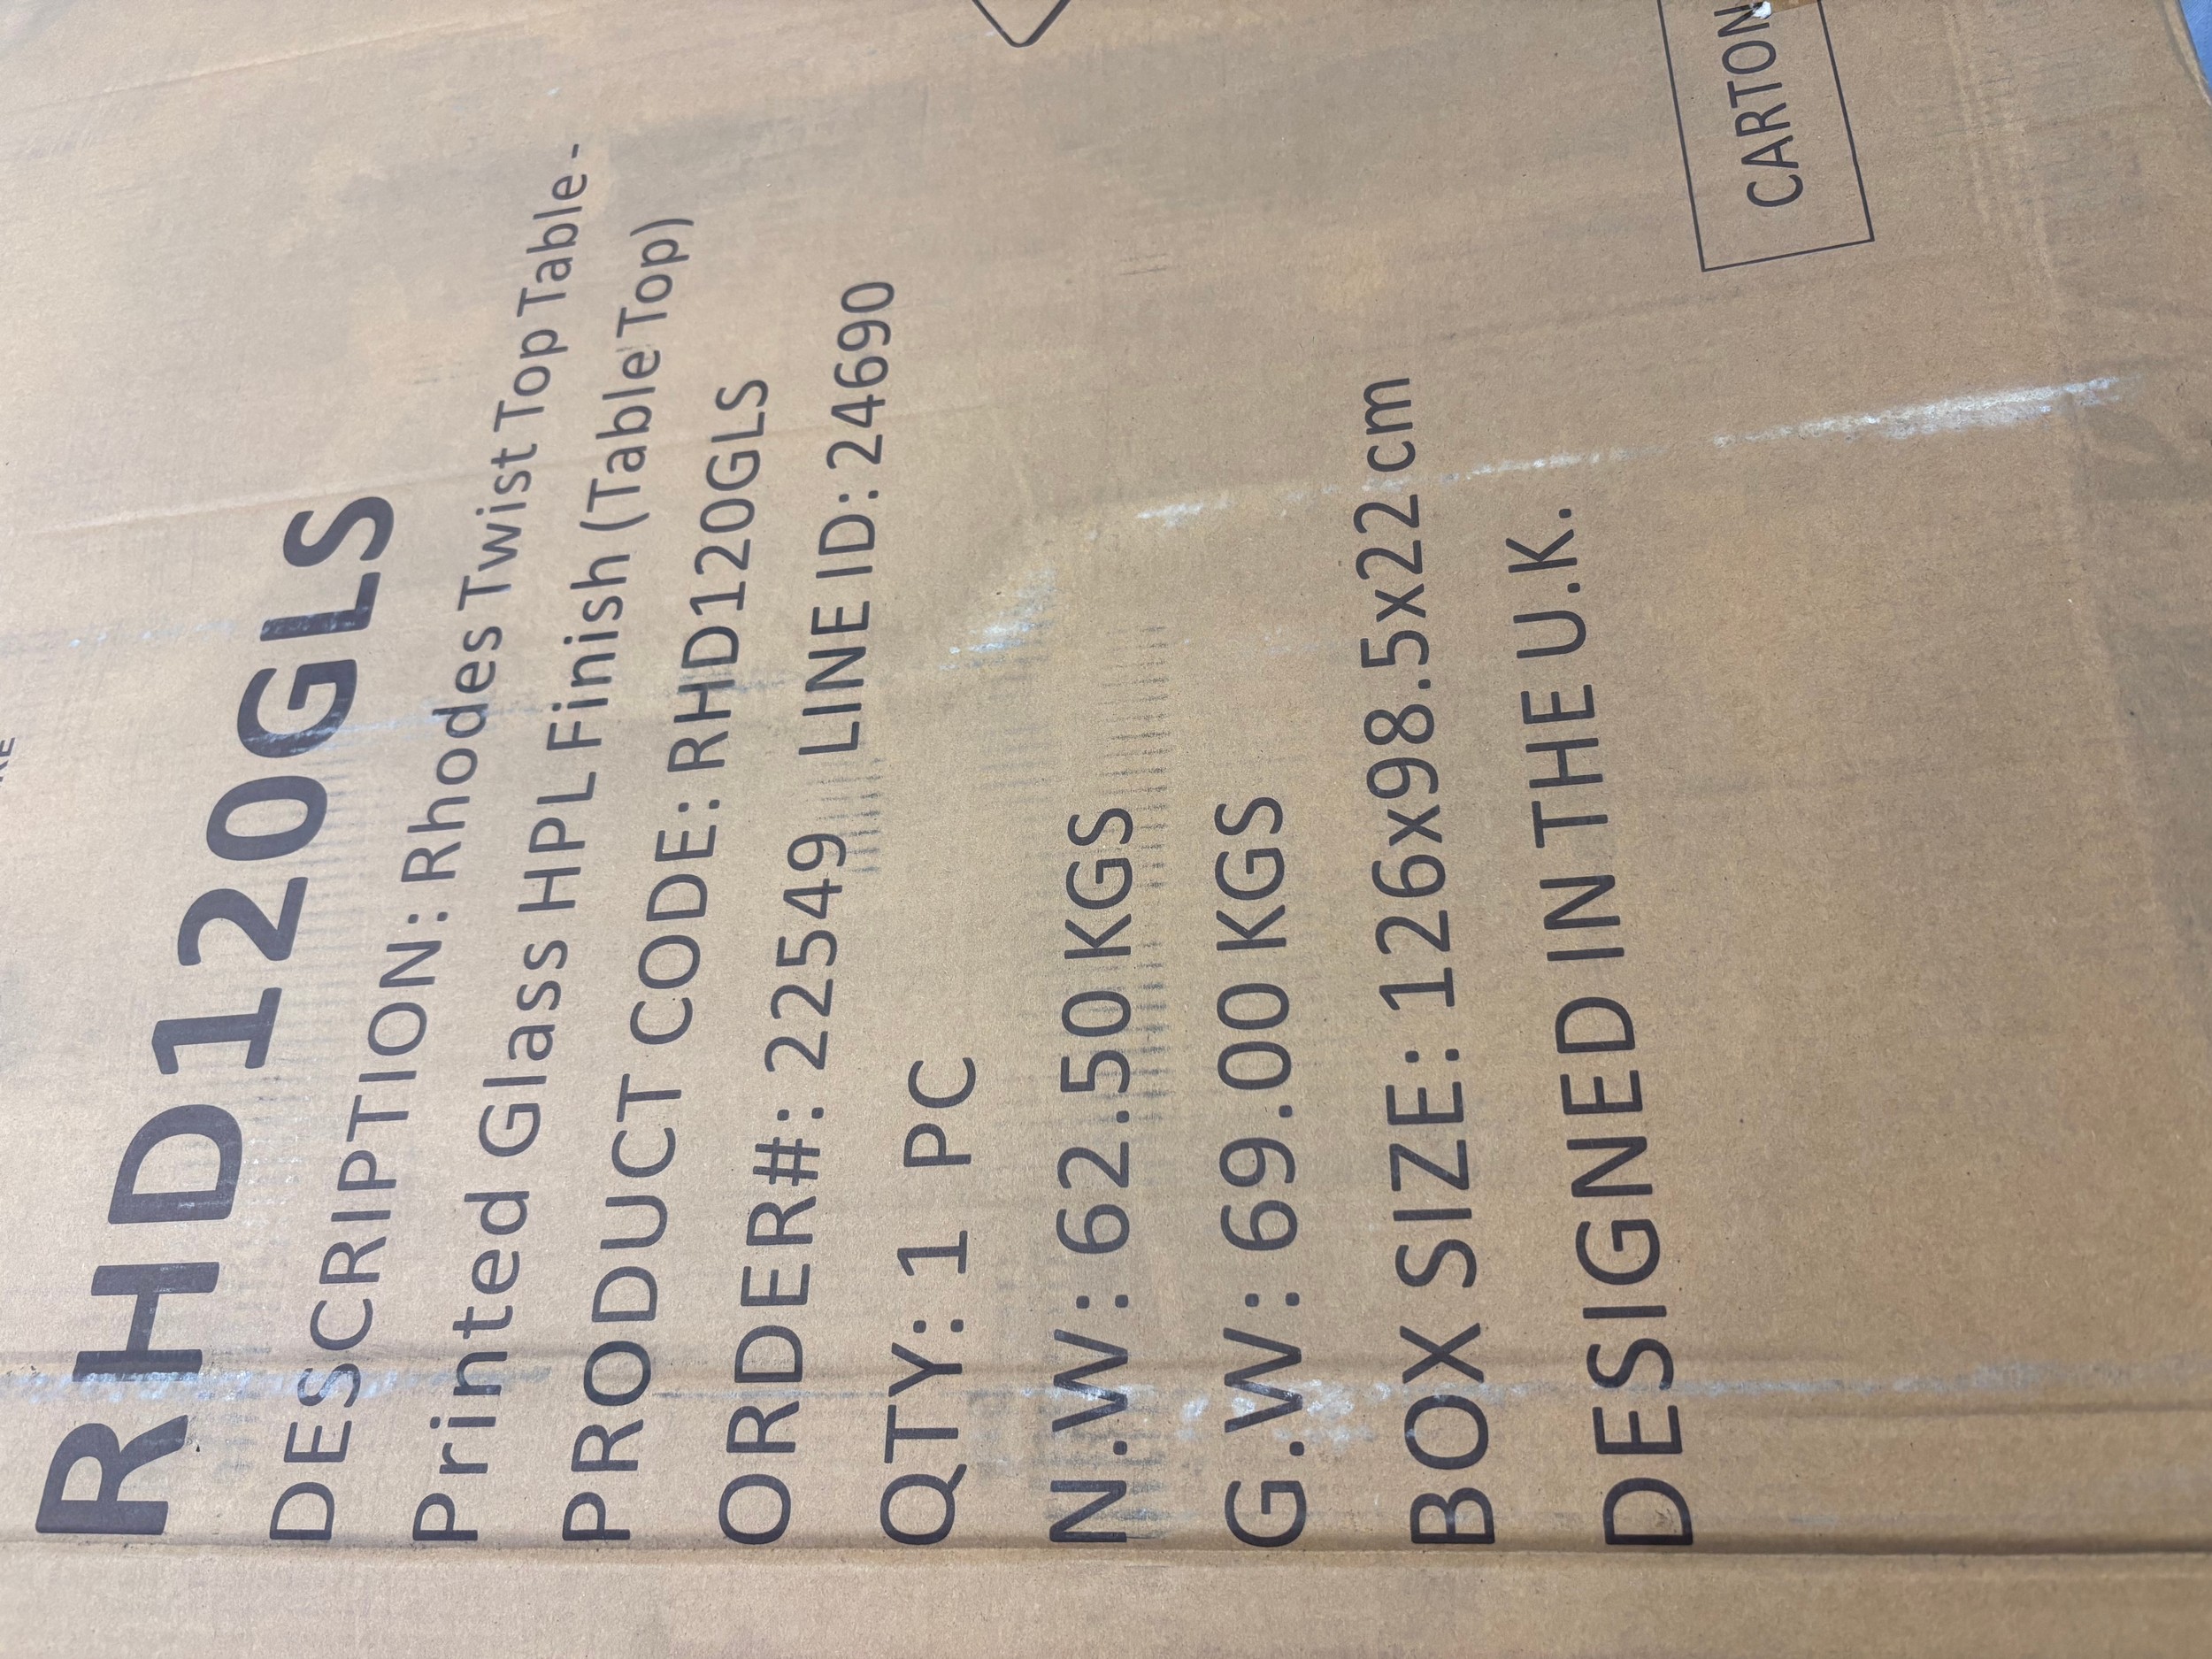 RHD120GLS
DESCRIPTION: Rhodes Twist Top Table -
Printed Glass HPL Finish (Table Top)
PRODUCT CODE: RHD120GLS
ORDER#: 22549 LINE ID: 24690
QTY: 1 PC
N.W: 62.50 KGS
G.W: 69.00 KGS
BOX SIZE: 126x98.5x22cm
DESIGNED IN THE U.K.
CARTON